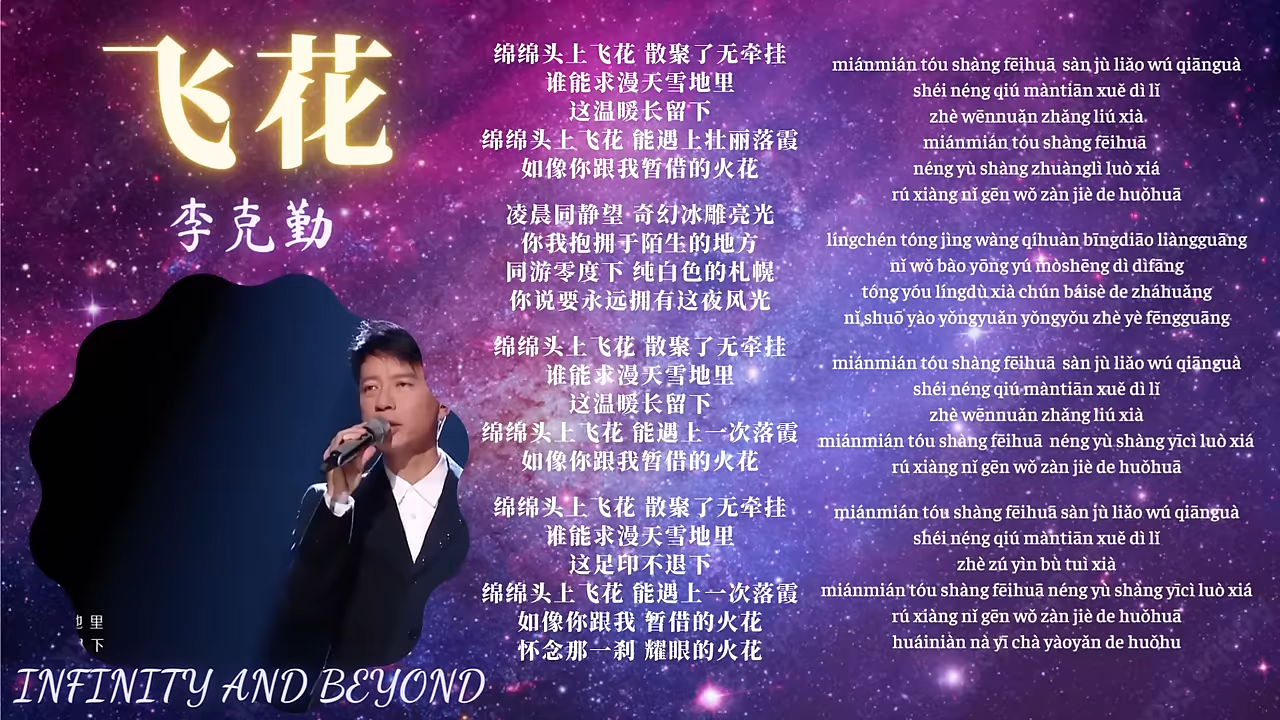 飞花
李克勤
地里
下
INFINITY AND BEYOND
绵绵头上飞花 散聚了无牵挂
谁能求漫天雪地里
这温暖长留下
绵绵头上飞花 能遇上壮丽落霞
如像你跟我暂借的火花
凌晨同静望 奇幻冰雕亮光
你我抱拥于陌生的地方
同游零度下 纯白色的札幌
你说要永远拥有这夜风光
绵绵头上飞花 散聚了无牵挂
谁能求漫天雪地里
这温暖长留下
绵绵头上飞花 能遇上一次落霞
如像你跟我暂借的火花
绵绵头上飞花 散聚了无牵挂
谁能求漫天雪地里
这足印不退下
绵绵头上飞花 能遇上一次落霞
如像你跟我 暂借的火花
怀念那一刹 耀眼的火花
miánmián tóu shàng fēihuā sàn jù liǎo wú qiānguà
shéi néng qiú màntiān xuě dì lǐ
zhè wēnnuǎn zhǎng liú xià
miánmián tóu shàng fēihuā
néng yù shàng zhuànglì luò xiá
rú xiàng nǐ gēn wǒ zàn jiè de huǒhuā
língchén tóng jìng wàng qíhuàn bīngdiāo liàngguāng
nǐ wǒ bào yōng yú mòshēng dì dìfāng
tóng yóu língdù xià chún báisè de zháhuǎng
nǐ shuō yào yǒngyuǎn yǒngyǒu zhè yè fēngguāng
miánmián tóu shàng fēihuā sàn jù liǎo wú qiānguà
shéi néng qiú màntiān xuě dì lǐ
zhè wēnnuǎn zhǎng liú xià
miánmián tóu shàng fēihuā néng yù shàng yīcì luò xiá
rú xiàng nǐ gēn wǒ zàn jiè de huǒhuā
miánmián tóu shàng fēihuā sàn jù liǎo wú qiānguà
shéi néng qiú màntiān xuě dì lǐ
zhè zú yìn bù tuì xià
miánmián tóu shàng fēihuā néng yù shàng yīcì luò xiá
rú xiàng nǐ gēn wǒ zàn jiè de huǒhuā
huáiniàn nà yī chà yàoyǎn de huǒhu